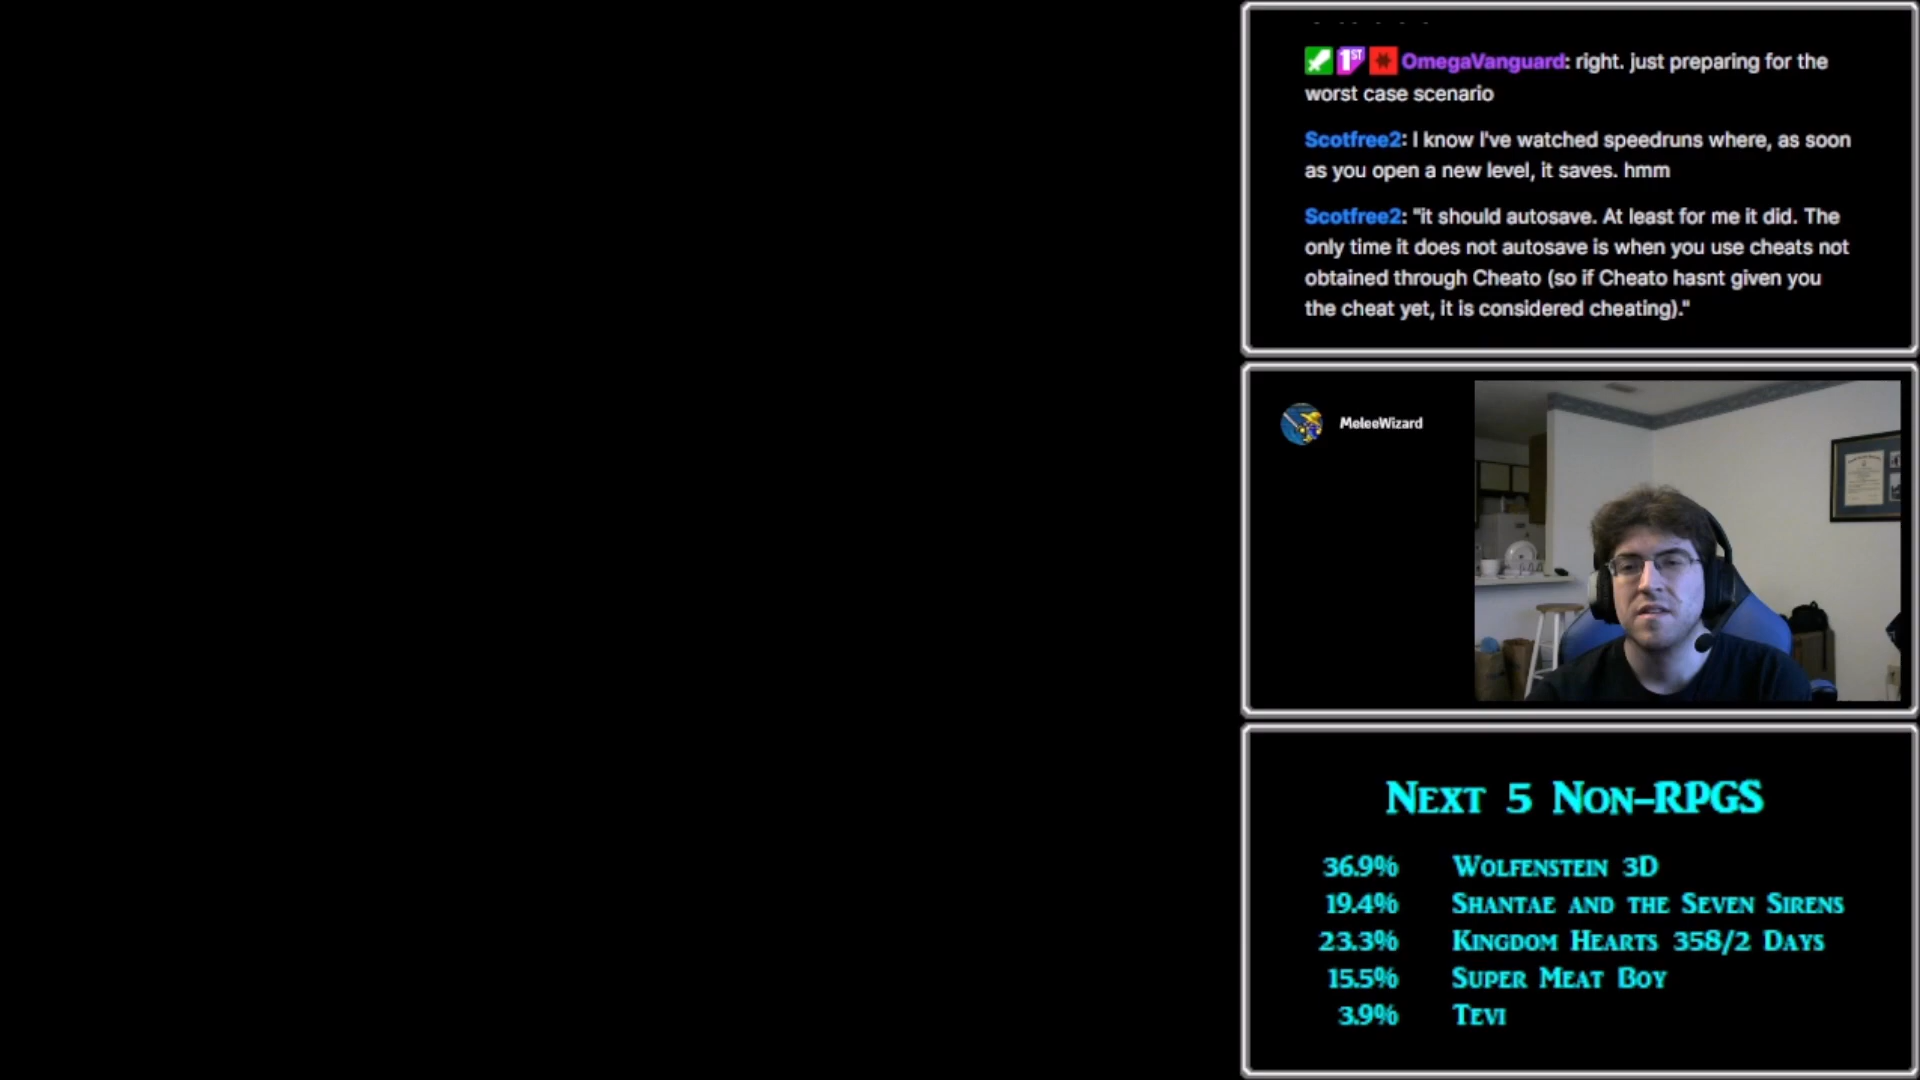 1ST OmegaVanguard: right. just preparing for the
worst case scenario
Scotfree2: I know I've watched speedruns where, as soon
as you open a new level, it saves. hmm
Scotfree2: "it should autosave. At least for me it did. The
only time it does not autosave is when you use cheats not
obtained through Cheato (so if Cheato hasnt given you
the cheat yet, it is considered cheating)."
MeleeWizard
Next 5 Non-RPGs
36.9% Wolfenstein 3D
19.4% Shantae and the Seven Sirens
23.3% Kingdom Hearts 358/2 Days
15.5% Super Meat Boy
3.9% Tevi